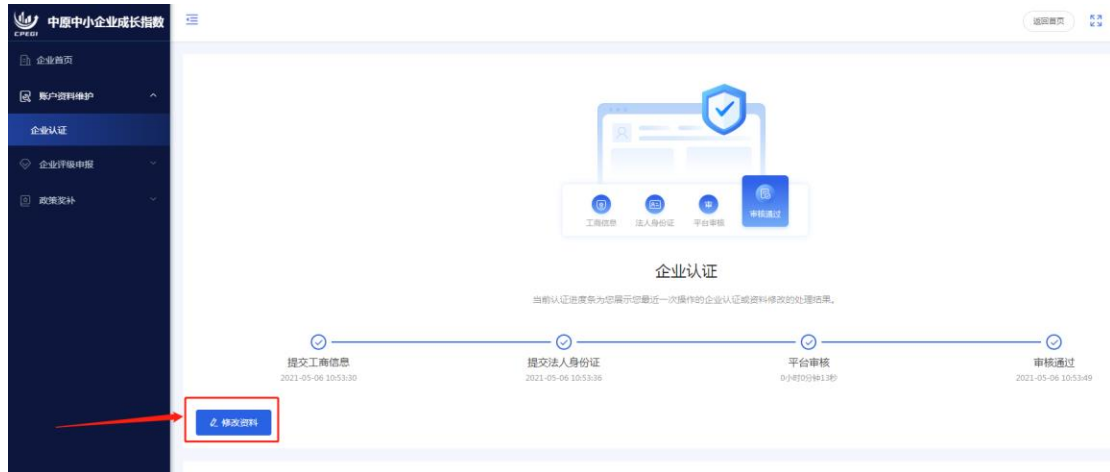 中原中小企业成长指数
CPEGI
返回首页
企业首页
账户资料维护
企业认证
企业评级申报
政策奖补
工商信息
法人身份证
平台审核
审核通过
企业认证
当前认证进度条为您展示您最近一次操作的企业认证或资料修改的处理结果。
提交工商信息
提交法人身份证
平台审核
审核通过
2021-05-06 10:53:30
2021-05-06 10:53:36
0小时0分钟13秒
2021-05-06 10:53:49
修改资料